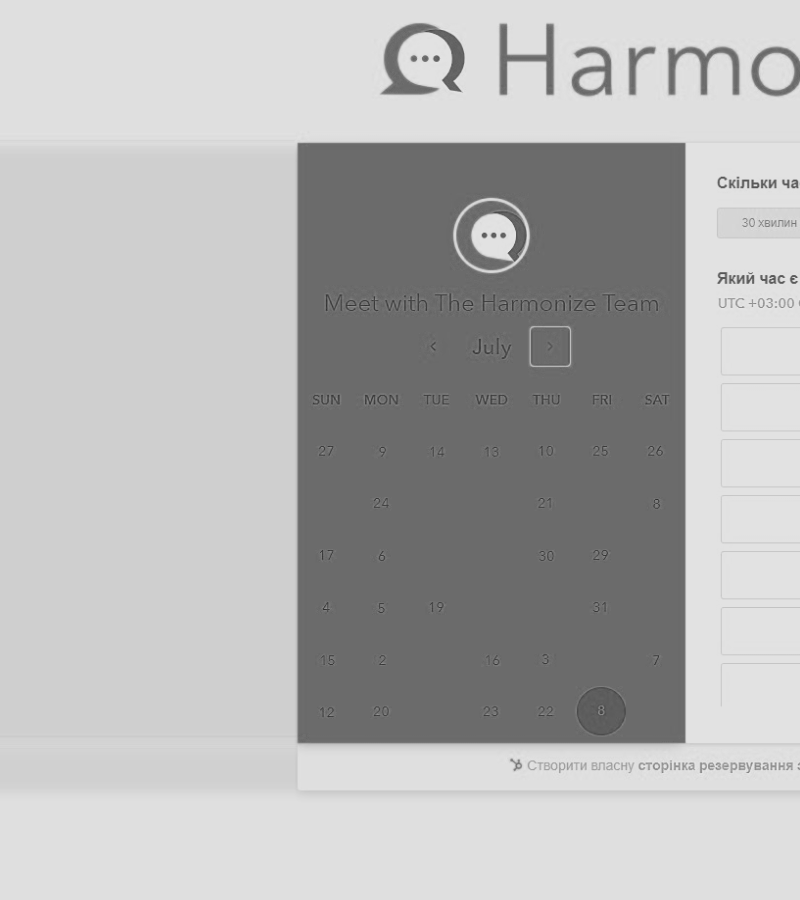 Harmo
Meet with The Harmonize Team
July
SUN MON TUE WED THU FRI SAT
27 9 14 13 10 25 26
24 21 8
17 6 30 29
4 5 19 31
15 2 16 3 7
12 20 23 22 8
Скільки ча
30 хвилин
Який час є
UTC +03:00
Створити власну сторінка резервування з